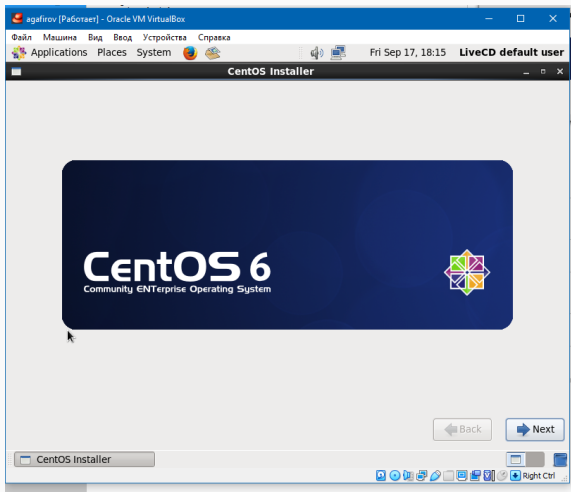 agafirov [Работает] - Oracle VM VirtualBox
Файл Машина Вид Ввод Устройства Справка
Applications Places System Fri Sep 17, 18:15 LiveCD default user
CentOS Installer
CentOS 6
Community ENTerprise Operating System
Back Next
CentOS Installer
Right Ctrl